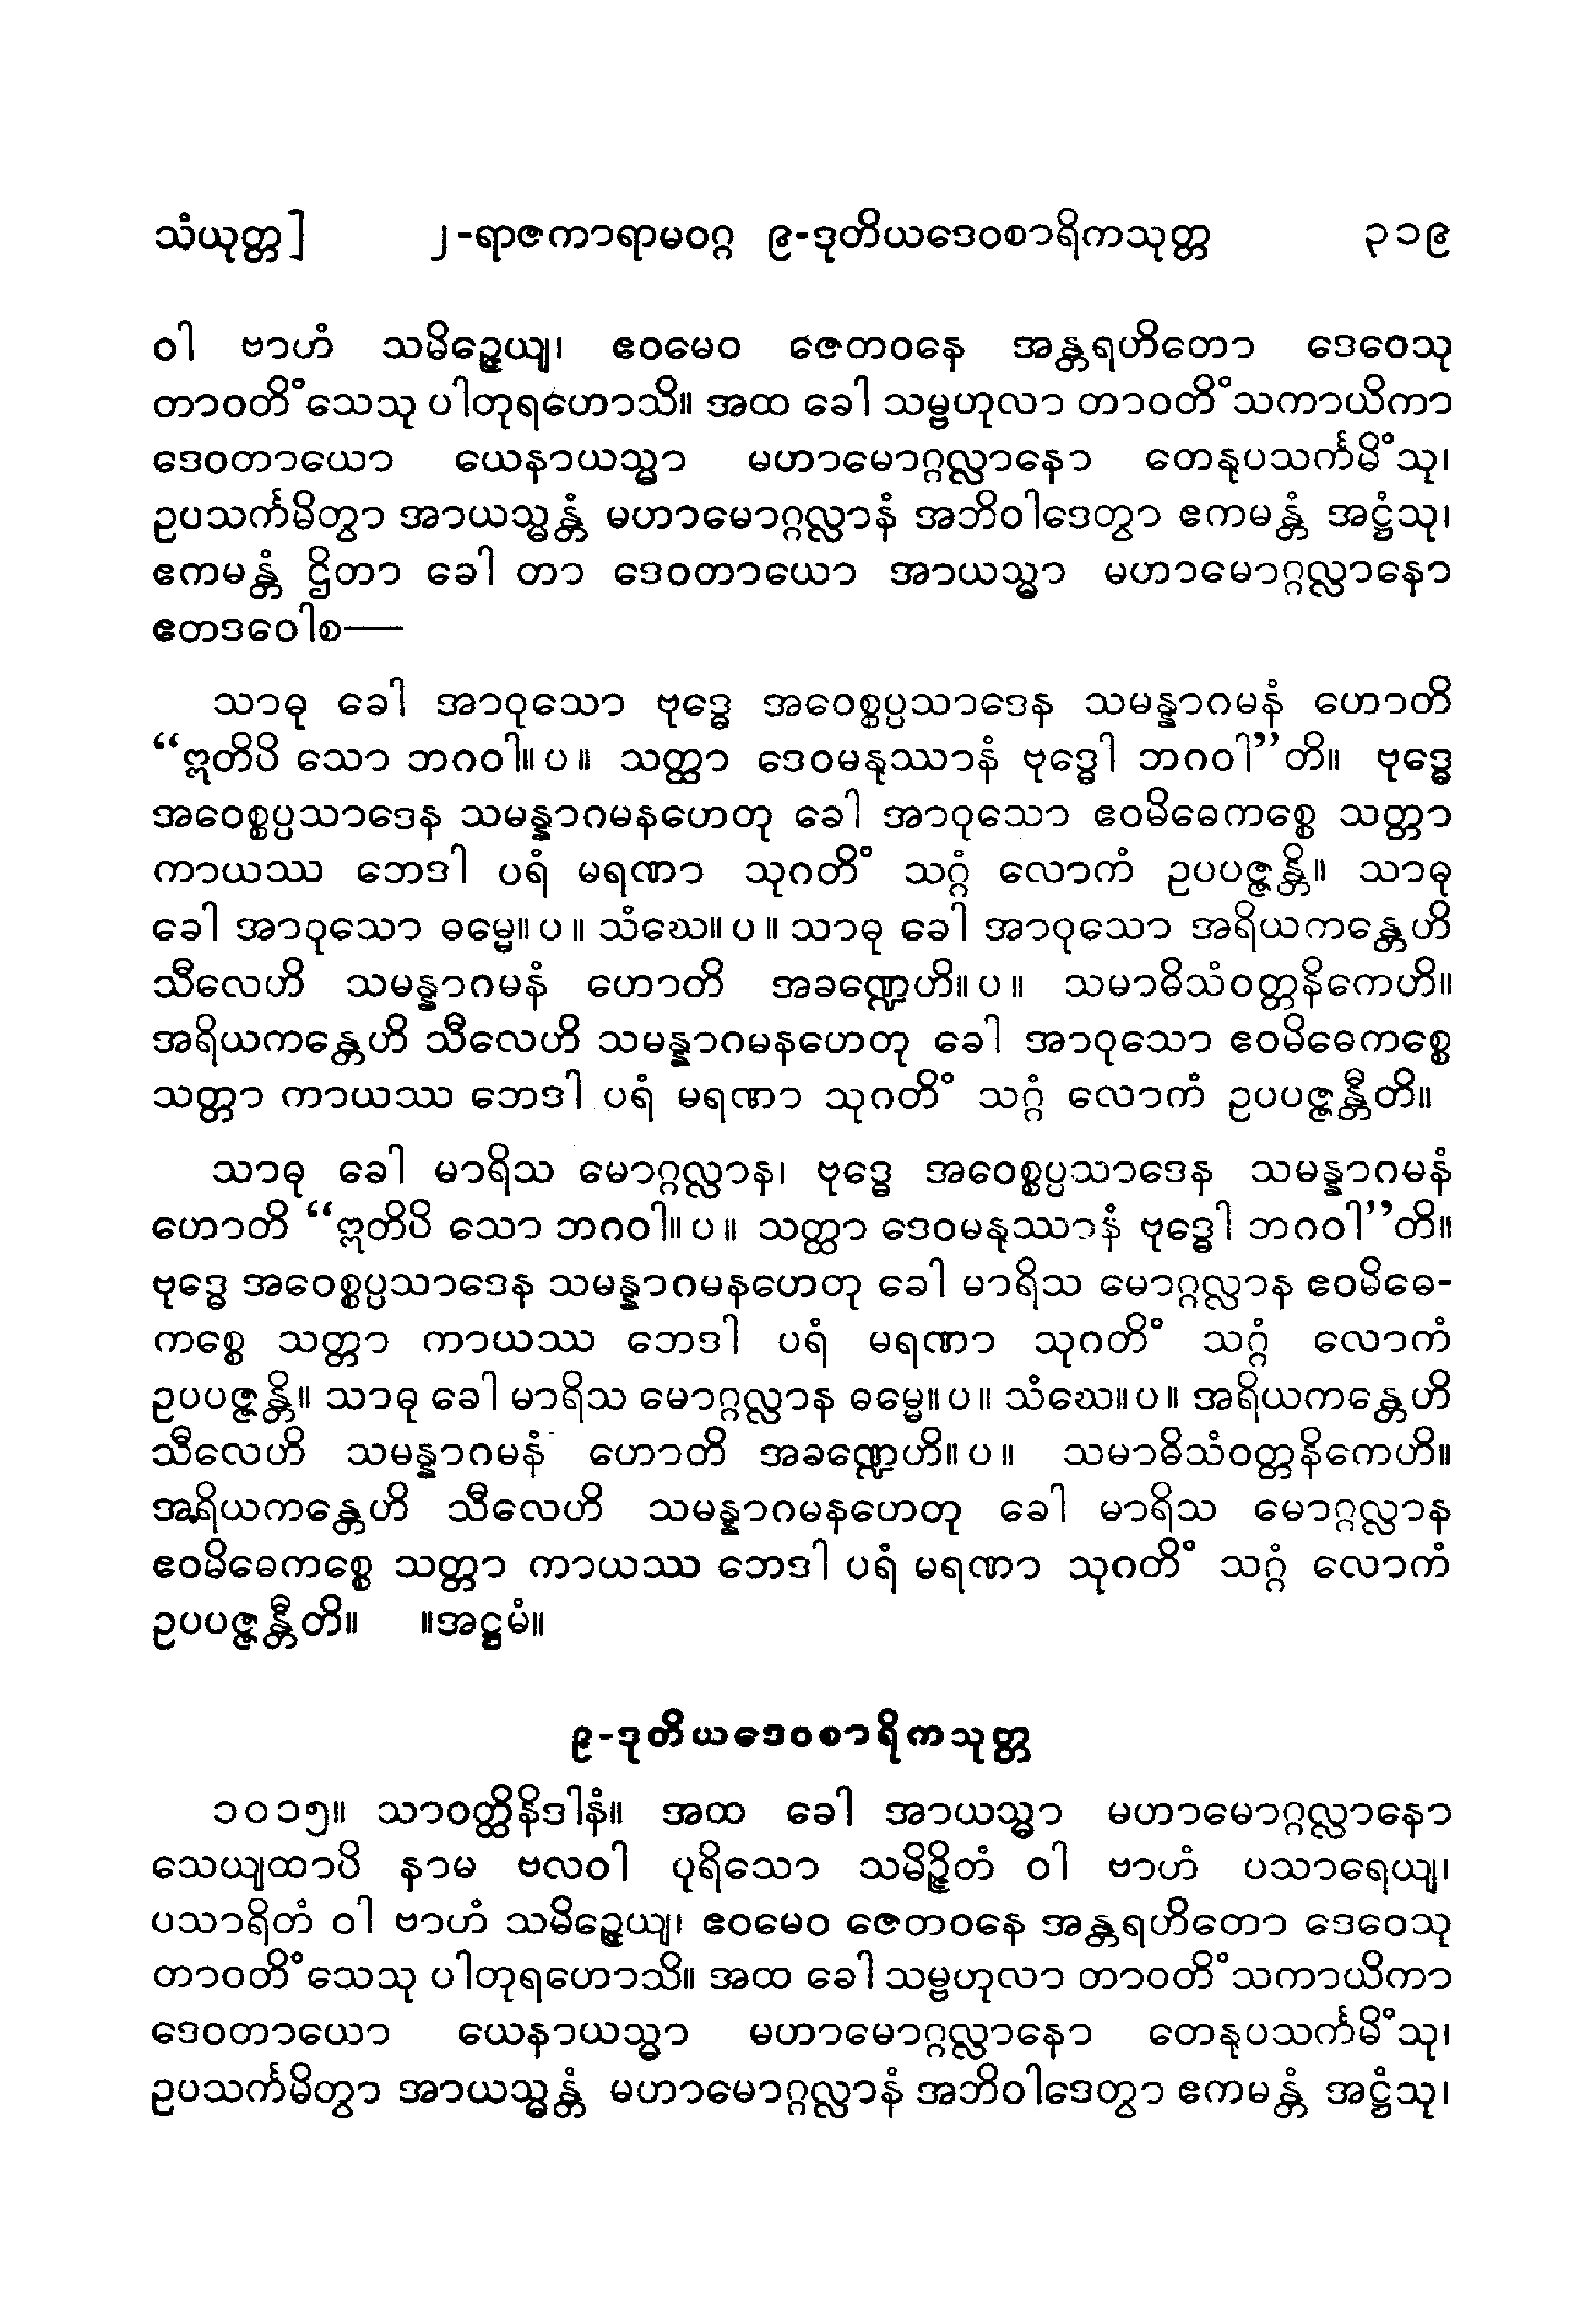 သံယုတ္တ] ၂-ရာဇကာရာမဝဂ္ဂ ၉-ဒုတိယဒေဝစာရိကသုတ္တ ၃၁၉
ဝါ ဗာဟံ သမိဉ္ဇေယျ၊ ဧဝမေဝ ဇေတဝနေ အန္တရဟိတော ဒေဝေသု
တာဝတိံသေသု ပါတုရဟောသိ။ အထ ခေါ သမ္ဗဟုလာ တာဝတိံသကာယိကာ
ဒေဝတာယော ယေနာယသ္မာ မဟာမောဂ္ဂလ္လာနော တေနုပသင်္ကမိံသု၊
ဥပသင်္ကမိတွာ အာယသ္မန္တံ မဟာမောဂ္ဂလ္လာနံ အဘိဝါဒေတွာ ဧကမန္တံ အဋ္ဌံသု၊
ဧကမန္တံ ဌိတာ ခေါ တာ ဒေဝတာယော အာယသ္မာ မဟာမောဂ္ဂလ္လာနော
ဧတဒဝေါစ—
သာဓု ခေါ အာဝုသော ဗုဒ္ဓေ အဝေစ္စပ္ပသာဒေန သမန္နာဂမနံ ဟောတိ
“ဣတိပိ သော ဘဂဝါ။ပ။ သတ္ထာ ဒေဝမနုဿာနံ ဗုဒ္ဓေါ ဘဂဝါ”တိ။ ဗုဒ္ဓေ
အဝေစ္စပ္ပသာဒေန သမန္နာဂမနဟေတု ခေါ အာဝုသော ဧဝမိဓေကစ္စေ သတ္တာ
ကာယဿ ဘေဒါ ပရံ မရဏာ သုဂတိံ သဂ္ဂံ လောကံ ဥပပဇ္ဇန္တိ။ သာဓု
ခေါ အာဝုသော ဓမ္မေ။ပ။ သံဃေ။ပ။ သာဓု ခေါ အာဝုသော အရိယကန္တေဟိ
သီလေဟိ သမန္နာဂမနံ ဟောတိ အခဏ္ဍေဟိ။ပ။ သမာဓိသံဝတ္တနိကေဟိ။
အရိယကန္တေဟိ သီလေဟိ သမန္နာဂမနဟေတု ခေါ အာဝုသော ဧဝမိဓေကစ္စေ
သတ္တာ ကာယဿ ဘေဒါ ပရံ မရဏာ သုဂတိံ သဂ္ဂံ လောကံ ဥပပဇ္ဇန္တီတိ။
သာဓု ခေါ မာရိသ မောဂ္ဂလ္လာန၊ ဗုဒ္ဓေ အဝေစ္စပ္ပသာဒေန သမန္နာဂမနံ
ဟောတိ “ဣတိပိ သော ဘဂဝါ။ပ။ သတ္ထာ ဒေဝမနုဿာနံ ဗုဒ္ဓေါ ဘဂဝါ”တိ။
ဗုဒ္ဓေ အဝေစ္စပ္ပသာဒေန သမန္နာဂမနဟေတု ခေါ မာရိသ မောဂ္ဂလ္လာန ဧဝမိဓေ-
ကစ္စေ သတ္တာ ကာယဿ ဘေဒါ ပရံ မရဏာ သုဂတိံ သဂ္ဂံ လောကံ
ဥပပဇ္ဇန္တိ။ သာဓု ခေါ မာရိသ မောဂ္ဂလ္လာန ဓမ္မေ။ပ။ သံဃေ။ပ။ အရိယကန္တေဟိ
သီလေဟိ သမန္နာဂမနံ ဟောတိ အခဏ္ဍေဟိ။ပ။ သမာဓိသံဝတ္တနိကေဟိ။
အရိယကန္တေဟိ သီလေဟိ သမန္နာဂမနဟေတု ခေါ မာရိသ မောဂ္ဂလ္လာန
ဧဝမိဓေကစ္စေ သတ္တာ ကာယဿ ဘေဒါ ပရံ မရဏာ သုဂတိံ သဂ္ဂံ လောကံ
ဥပပဇ္ဇန္တီတိ။ ။အဋ္ဌမံ။
၉-ဒုတိယဒေဝစာရိကသုတ္တ
၁၀၁၅။ သာဝတ္ထိနိဒါနံ။ အထ ခေါ အာယသ္မာ မဟာမောဂ္ဂလ္လာနော
သေယျထာပိ နာမ ဗလဝါ ပုရိသော သမိဉ္ဇိတံ ဝါ ဗာဟံ ပသာရေယျ၊
ပသာရိတံ ဝါ ဗာဟံ သမိဉ္ဇေယျ၊ ဧဝမေဝ ဇေတဝနေ အန္တရဟိတော ဒေဝေသု
တာဝတိံသေသု ပါတုရဟောသိ။ အထ ခေါ သမ္ဗဟုလာ တာဝတိံသကာယိကာ
ဒေဝတာယော ယေနာယသ္မာ မဟာမောဂ္ဂလ္လာနော တေနုပသင်္ကမိံသု၊
ဥပသင်္ကမိတွာ အာယသ္မန္တံ မဟာမောဂ္ဂလ္လာနံ အဘိဝါဒေတွာ ဧကမန္တံ အဋ္ဌံသု၊